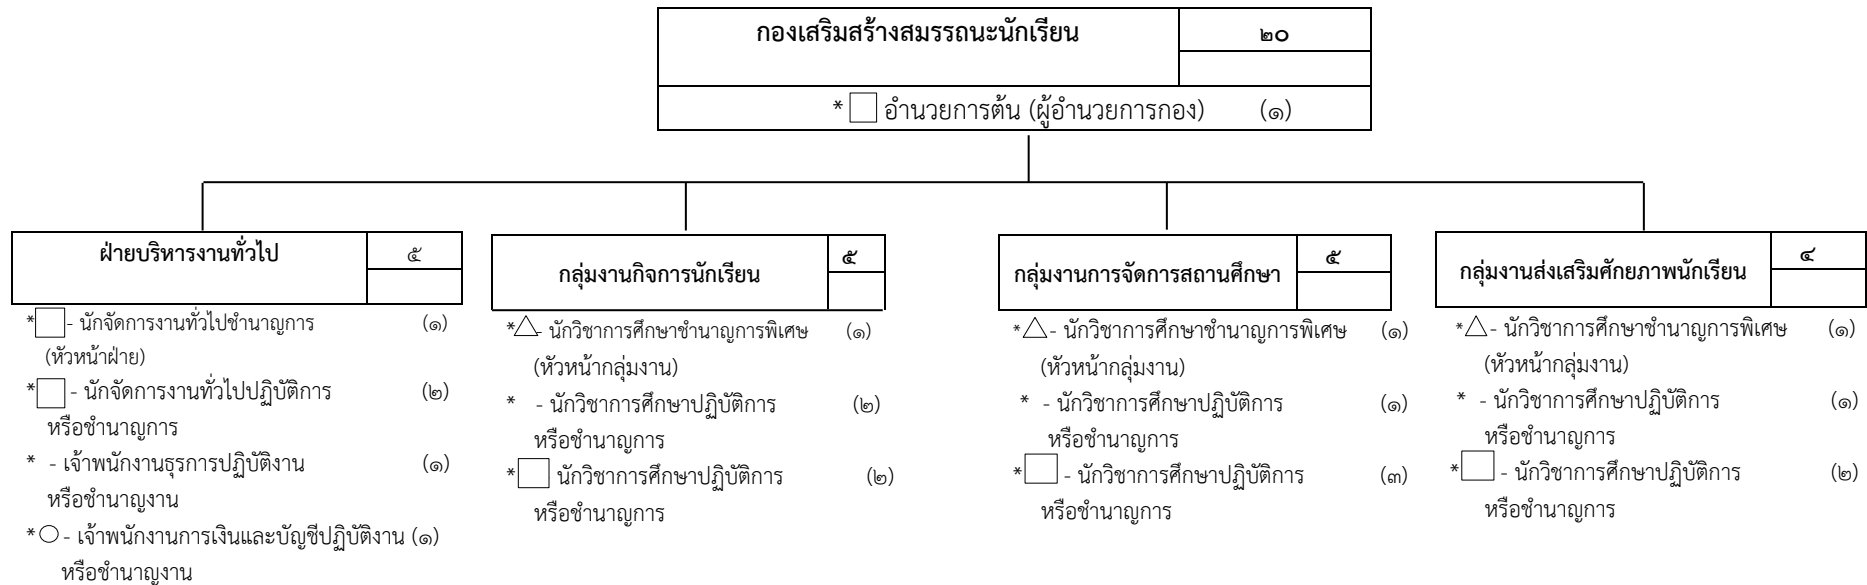 กองเสริมสร้างสมรรถนะนักเรียน ๒๐
* อำนวยการต้น (ผู้อำนวยการกอง) (๑)
ฝ่ายบริหารงานทั่วไป ๕
* - นักจัดการงานทั่วไปชำนาญการ (๑)
(หัวหน้าฝ่าย)
* - นักจัดการงานทั่วไปปฏิบัติการ (๒)
หรือชำนาญการ
* - เจ้าพนักงานธุรการปฏิบัติงาน (๑)
หรือชำนาญงาน
* - เจ้าพนักงานการเงินและบัญชีปฏิบัติงาน (๑)
หรือชำนาญงาน
กลุ่มงานกิจการนักเรียน ๕
* - นักวิชาการศึกษาชำนาญการพิเศษ (๑)
(หัวหน้ากลุ่มงาน)
* - นักวิชาการศึกษาปฏิบัติการ (๒)
หรือชำนาญการ
* นักวิชาการศึกษาปฏิบัติการ (๒)
หรือชำนาญการ
กลุ่มงานการจัดการสถานศึกษา ๕
* - นักวิชาการศึกษาชำนาญการพิเศษ (๑)
(หัวหน้ากลุ่มงาน)
* - นักวิชาการศึกษาปฏิบัติการ (๑)
หรือชำนาญการ
* - นักวิชาการศึกษาปฏิบัติการ (๓)
หรือชำนาญการ
กลุ่มงานส่งเสริมศักยภาพนักเรียน ๔
* - นักวิชาการศึกษาชำนาญการพิเศษ (๑)
(หัวหน้ากลุ่มงาน)
* - นักวิชาการศึกษาปฏิบัติการ (๑)
หรือชำนาญการ
* - นักวิชาการศึกษาปฏิบัติการ (๒)
หรือชำนาญการ